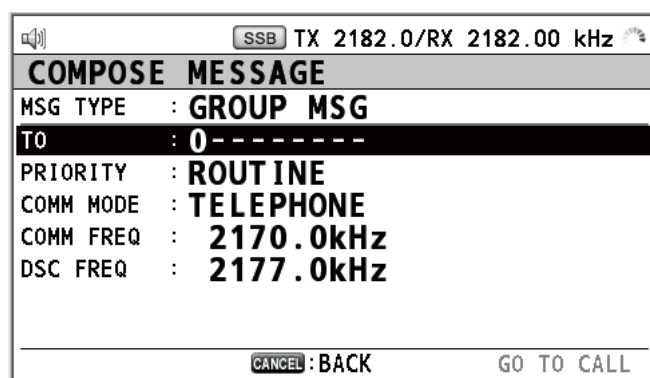 SSB TX 2182.0/RX 2182.00 kHz
COMPOSE MESSAGE
MSG TYPE : GROUP MSG
TO : 0--------
PRIORITY : ROUTINE
COMM MODE : TELEPHONE
COMM FREQ : 2170.0kHz
DSC FREQ : 2177.0kHz
CANCEL : BACK GO TO CALL